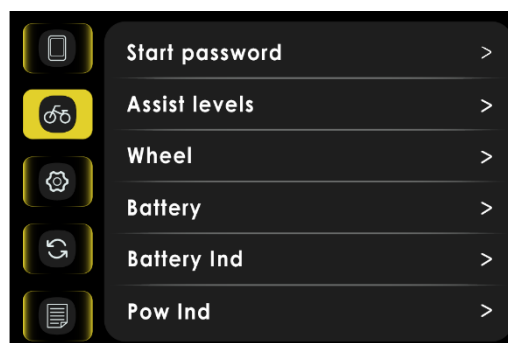 Start password >
Assist levels >
Wheel >
Battery >
Battery Ind >
Pow Ind >